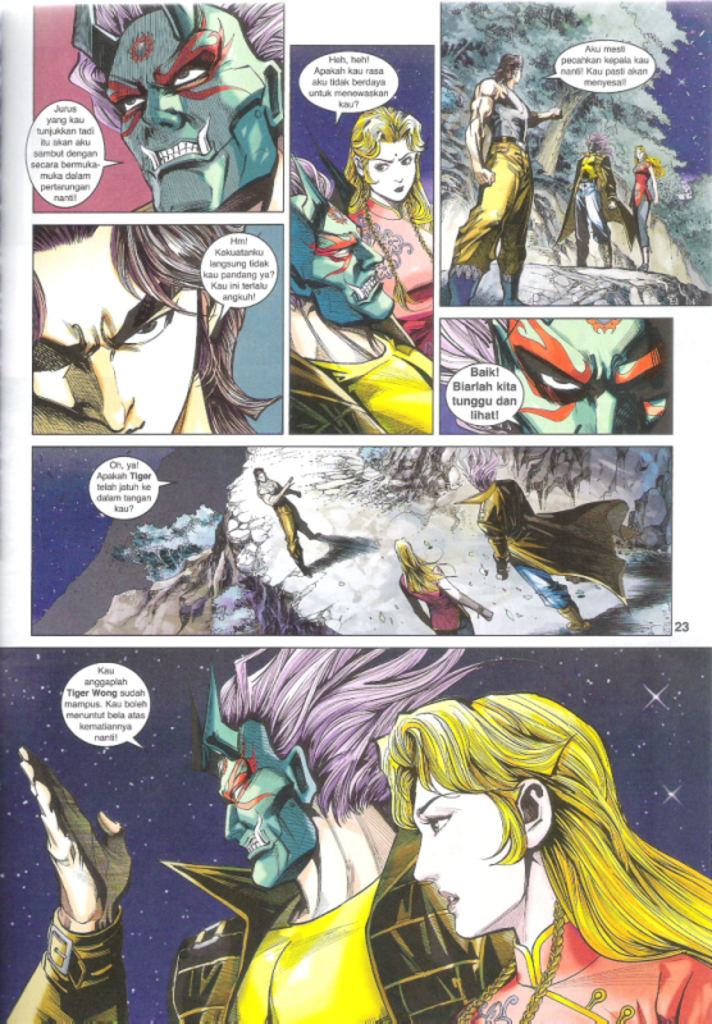 Jurus
yang kau
tunjukkan tadi
akan aku
sambut dengan
secara bermuka-
muka dalam
pertarungan
nanti!
Heh, heh!
Apakah kau rasa
aku tidak berdaya
untuk menewaskan
kau?
Aku mesti
pecahkan kepala kau
nanti! Kau pasti akan
menyesal!
Hm!
Kekuatanku
langsung tidak
kau pandang ya?
Kau ini terlalu
angkuh!
Baik!
Biarlah kita
tunggu dan
lihat!
Oh, ya!
Apakah Tiger
telah jatuh ke
dalam tangan
kau?
23
Kau
anggaplah
Tiger Wong sudah
mampus. Kau boleh
menuntut bela atas
kematiannya
nanti!